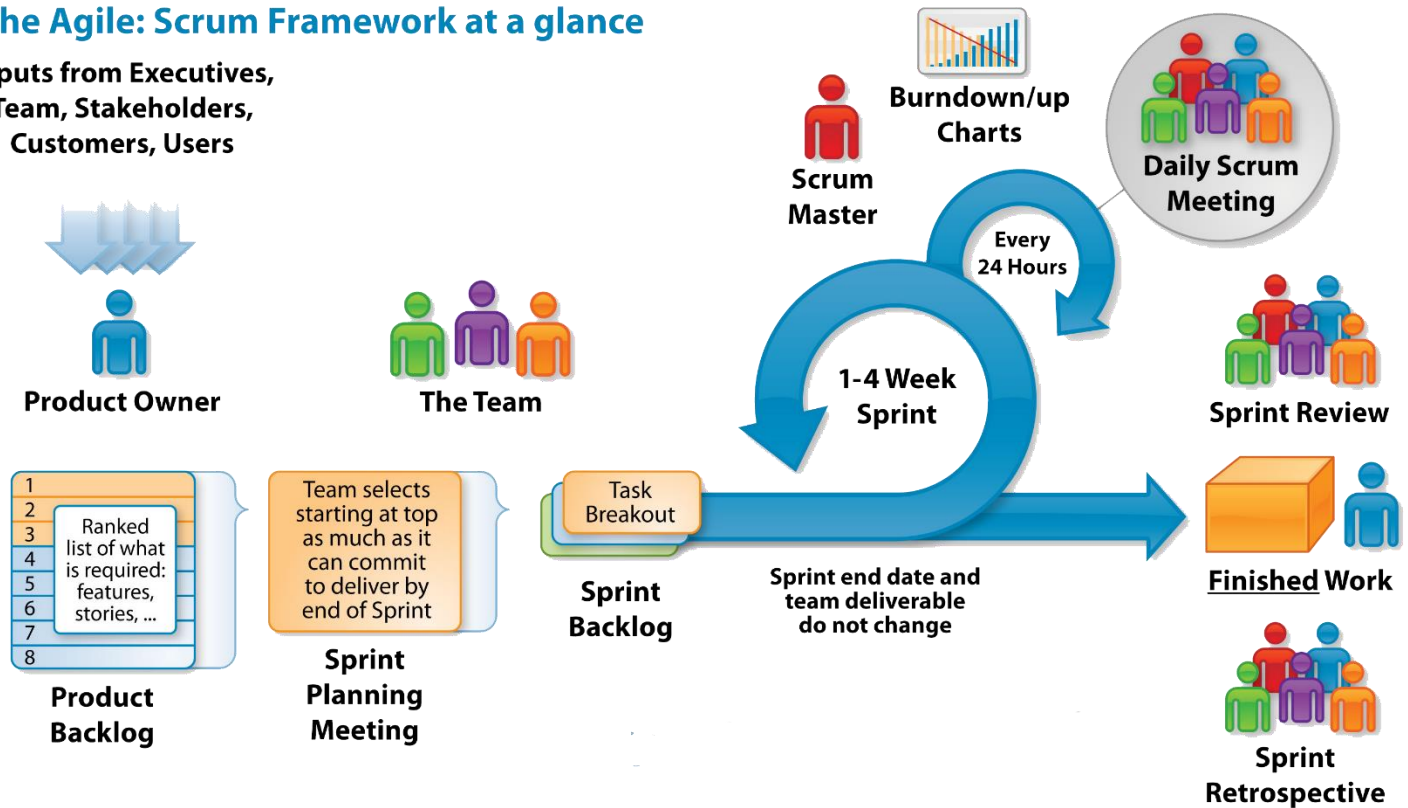 he Agile: Scrum Framework at a glance
puts from Executives,
Team, Stakeholders,
Customers, Users
Product Owner
The Team
Scrum
Master
Burndown/up
Charts
Daily Scrum
Meeting
Every
24 Hours
1-4 Week
Sprint
Sprint Review
1
2
3
4
5
6
7
8
Ranked
list of what
is required:
features,
stories, ...
Product
Backlog
Team selects
starting at top
as much as it
can commit
to deliver by
end of Sprint
Sprint
Planning
Meeting
Task
Breakout
Sprint
Backlog
Sprint end date and
team deliverable
do not change
Finished Work
Sprint
Retrospective